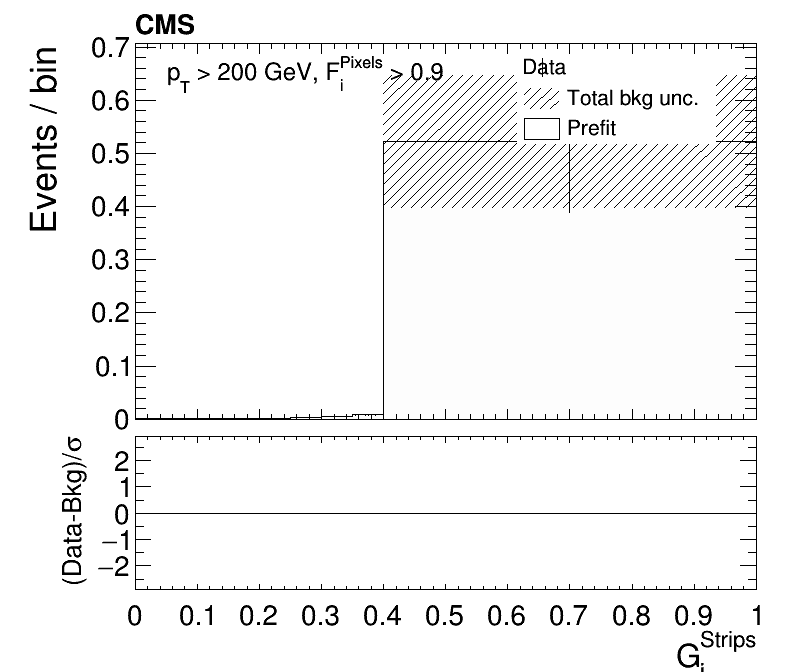 CMS
Events / bin
0.7
0.6
0.5
0.4
0.3
0.2
0.1
0
p_T > 200 GeV, F_i^Pixels > 0.9
Data
Total bkg unc.
Prefit
(Data-Bkg)/σ
2
1
0
−1
−2
0 0.1 0.2 0.3 0.4 0.5 0.6 0.7 0.8 0.9 1
G_i^Strips